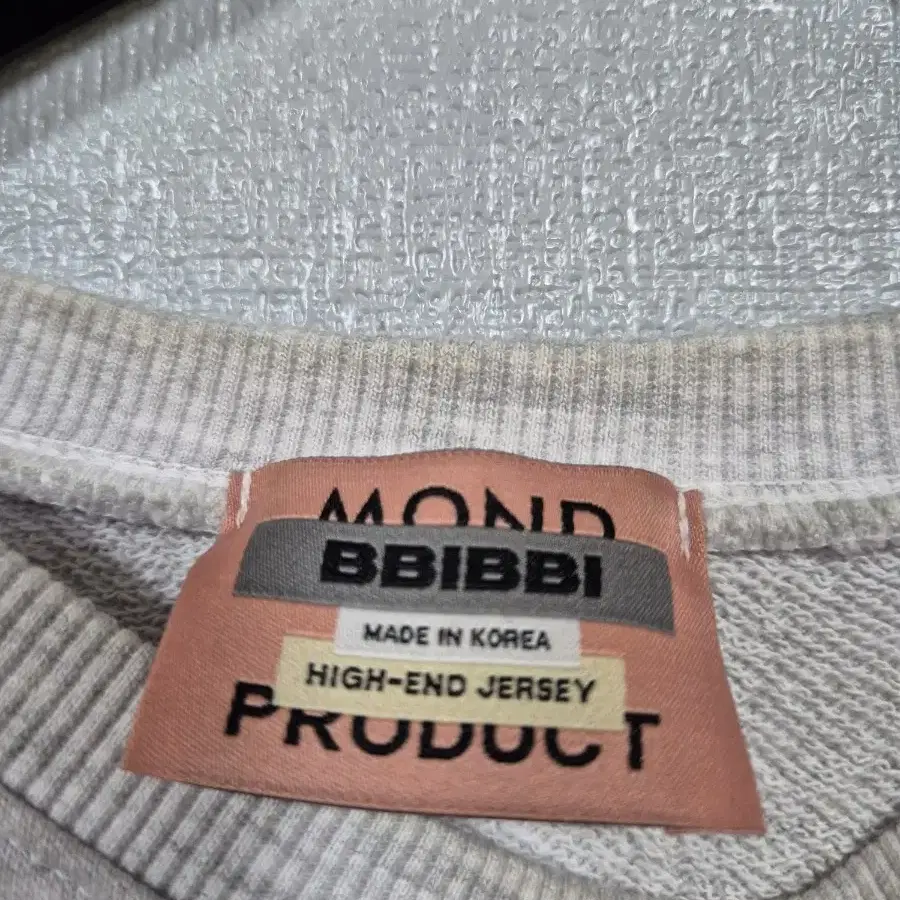 MOND
BBIBBI
MADE IN KOREA
HIGH-END JERSEY
PRODUCT